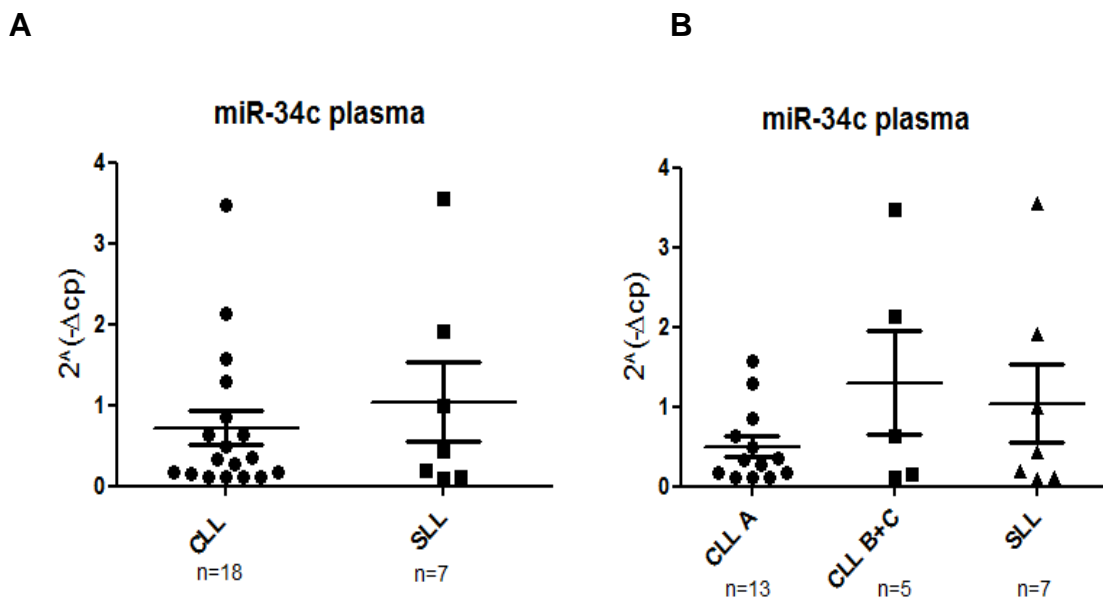 A
B
miR-34c plasma
miR-34c plasma
2^(-Δcp)
4
3
2
1
0
CLL
SLL
n=18
n=7
2^(-Δcp)
4
3
2
1
0
CLL A
CLL B+C
SLL
n=13
n=5
n=7